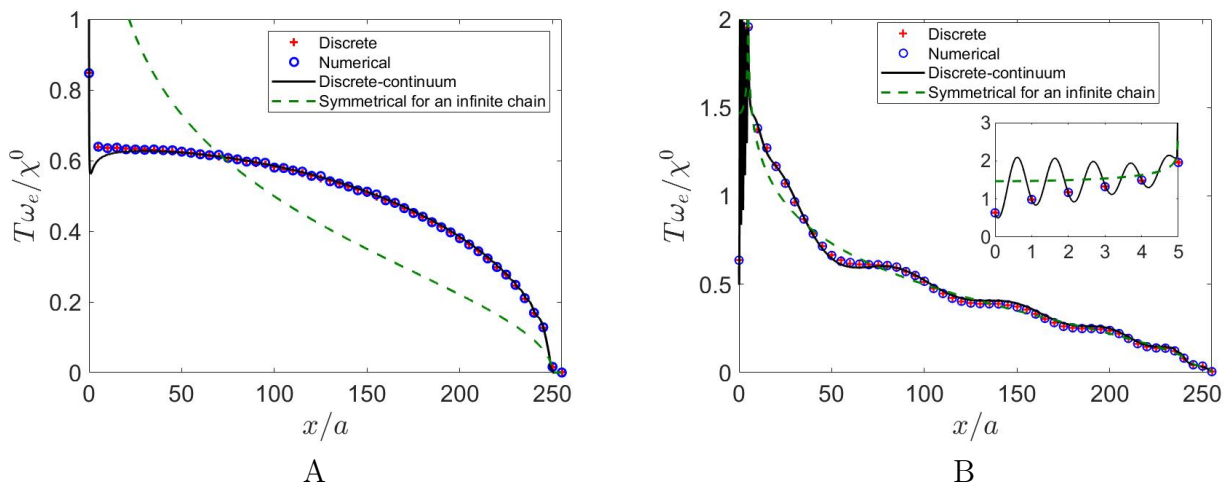 1
0.8
0.6
0.4
0.2
0
Tω_e/χ^0
0 50 100 150 200 250
x/a
Discrete
Numerical
Discrete-continuum
Symmetrical for an infinite chain
A
2
1.5
1
0.5
0
Tω_e/χ^0
0 50 100 150 200 250
x/a
Discrete
Numerical
Discrete-continuum
Symmetrical for an infinite chain
3
2
1
0
0 1 2 3 4 5
B